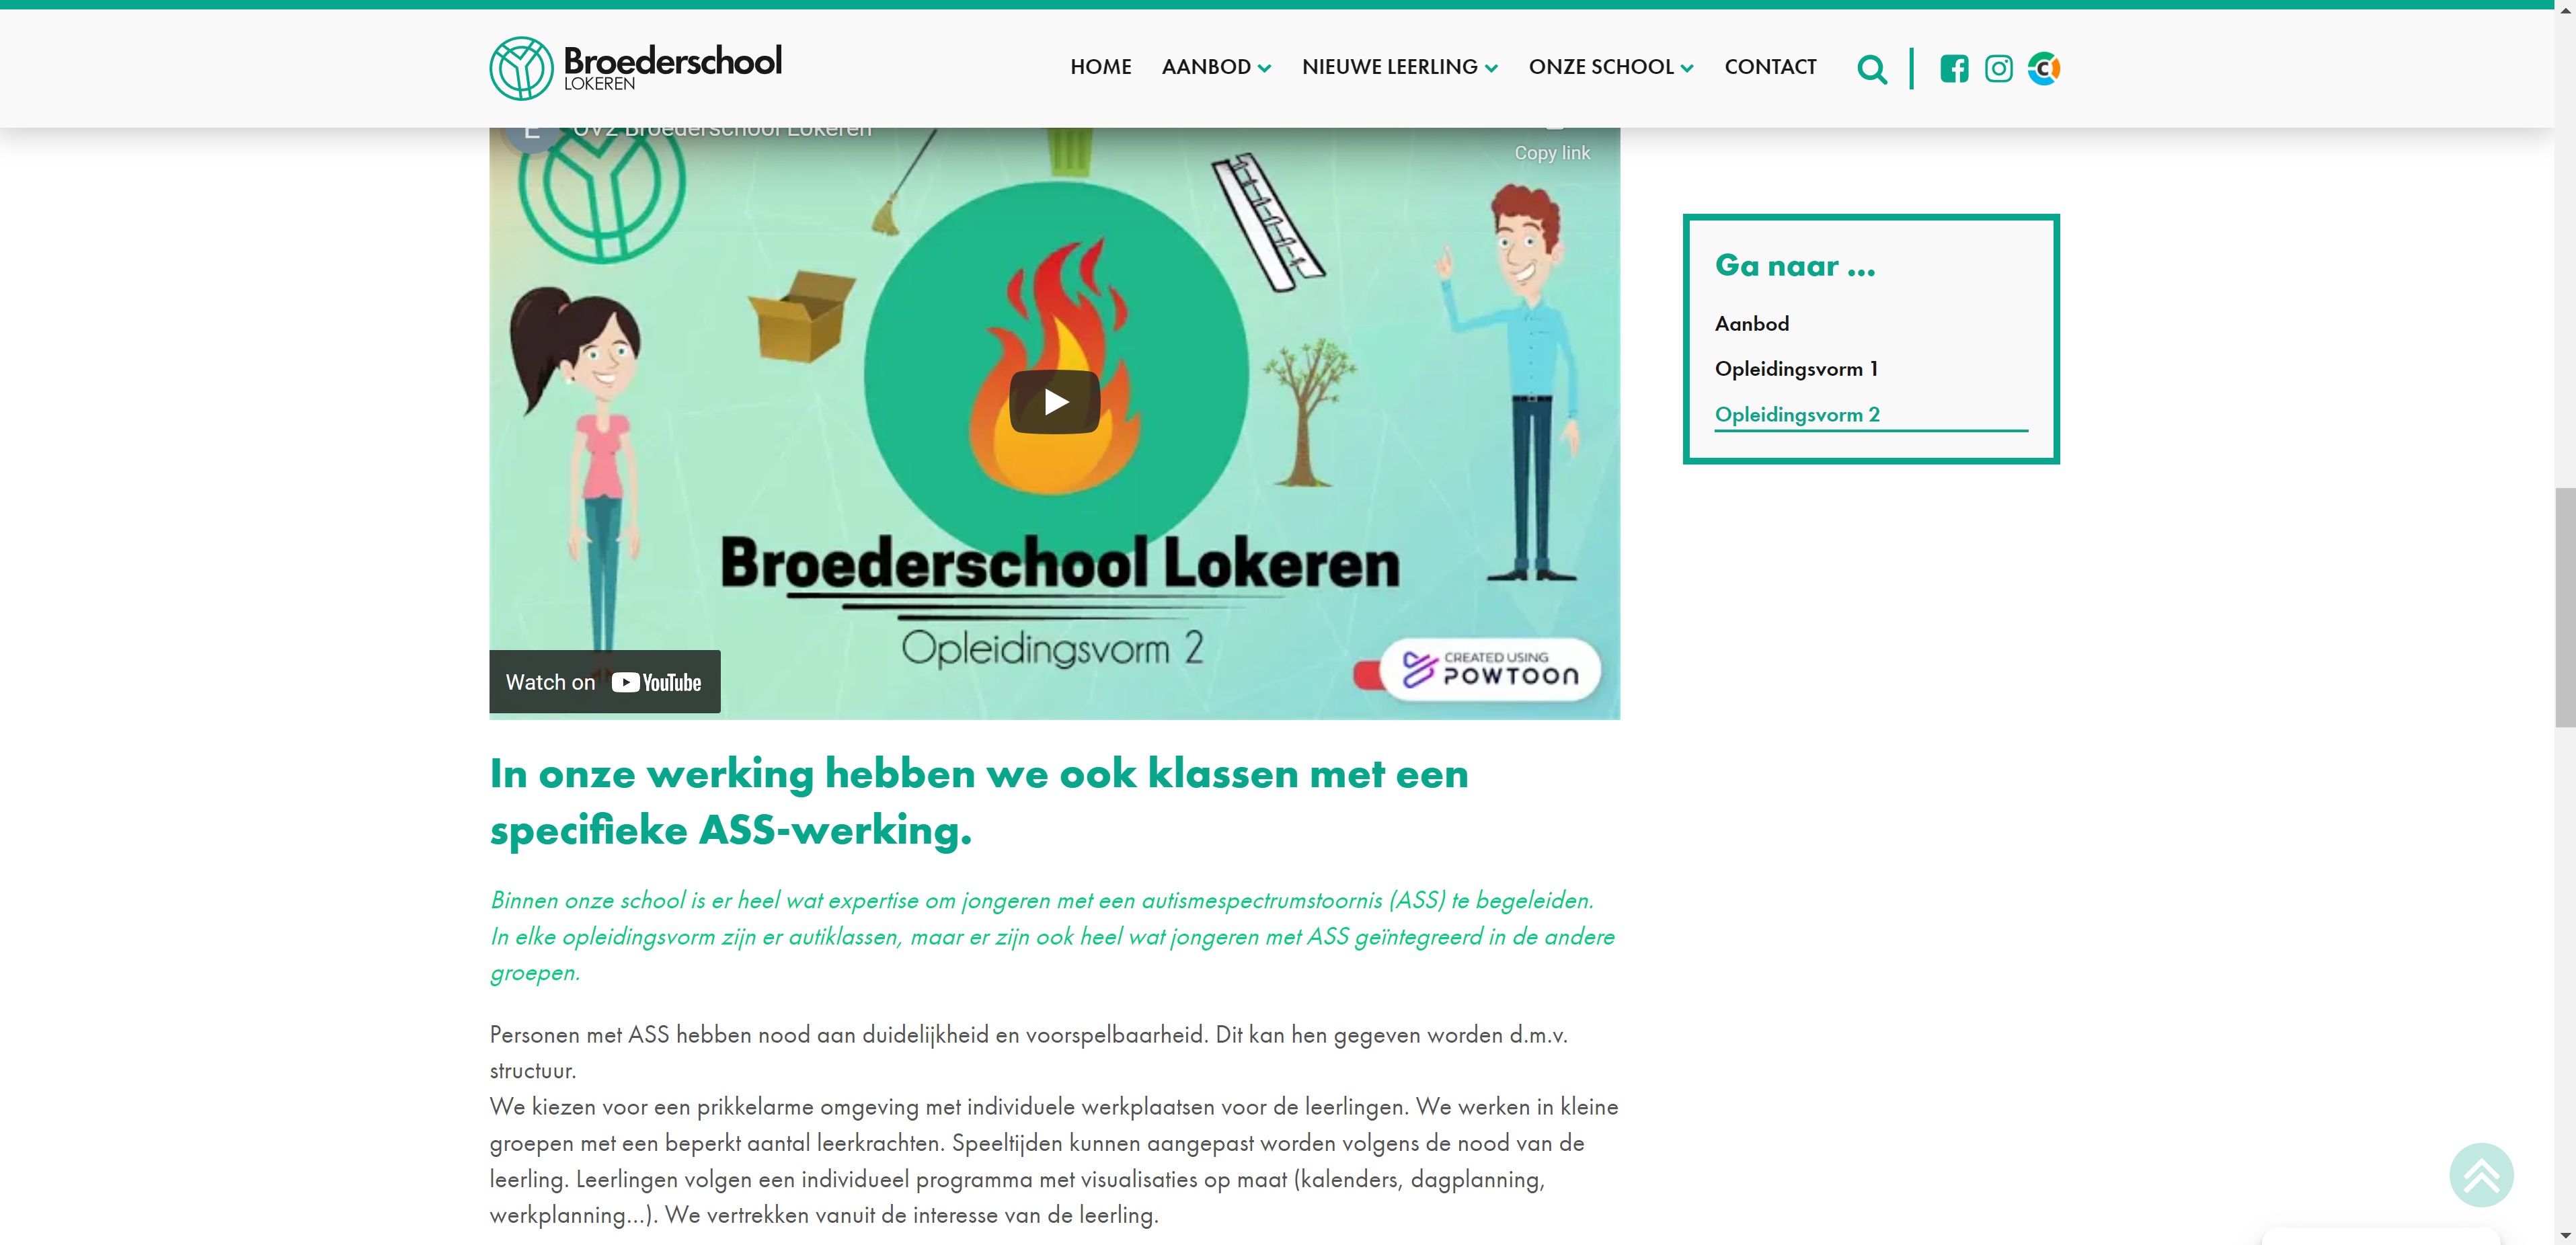 Broederschool
LOKEREN
HOME
AANBOD
NIEUWE LEERLING
ONZE SCHOOL
CONTACT
C
E
OV2 Broederschool Lokeren
Copy link
Broederschool Lokeren
Opleidingsvorm 2
CREATED USING
POWTOON
Watch on YouTube
Ga naar ...
Aanbod
Opleidingsvorm 1
Opleidingsvorm 2
In onze werking hebben we ook klassen met een
specifieke ASS-werking.
Binnen onze school is er heel wat expertise om jongeren met een autismespectrumstoornis (ASS) te begeleiden.
In elke opleidingsvorm zijn er autiklassen, maar er zijn ook heel wat jongeren met ASS geïntegreerd in de andere
groepen.
Personen met ASS hebben nood aan duidelijkheid en voorspelbaarheid. Dit kan hen gegeven worden d.m.v.
structuur.
We kiezen voor een prikkelarme omgeving met individuele werkplaatsen voor de leerlingen. We werken in kleine
groepen met een beperkt aantal leerkrachten. Speeltijden kunnen aangepast worden volgens de nood van de
leerling. Leerlingen volgen een individueel programma met visualisaties op maat (kalenders, dagplanning,
werkplanning...). We vertrekken vanuit de interesse van de leerling.